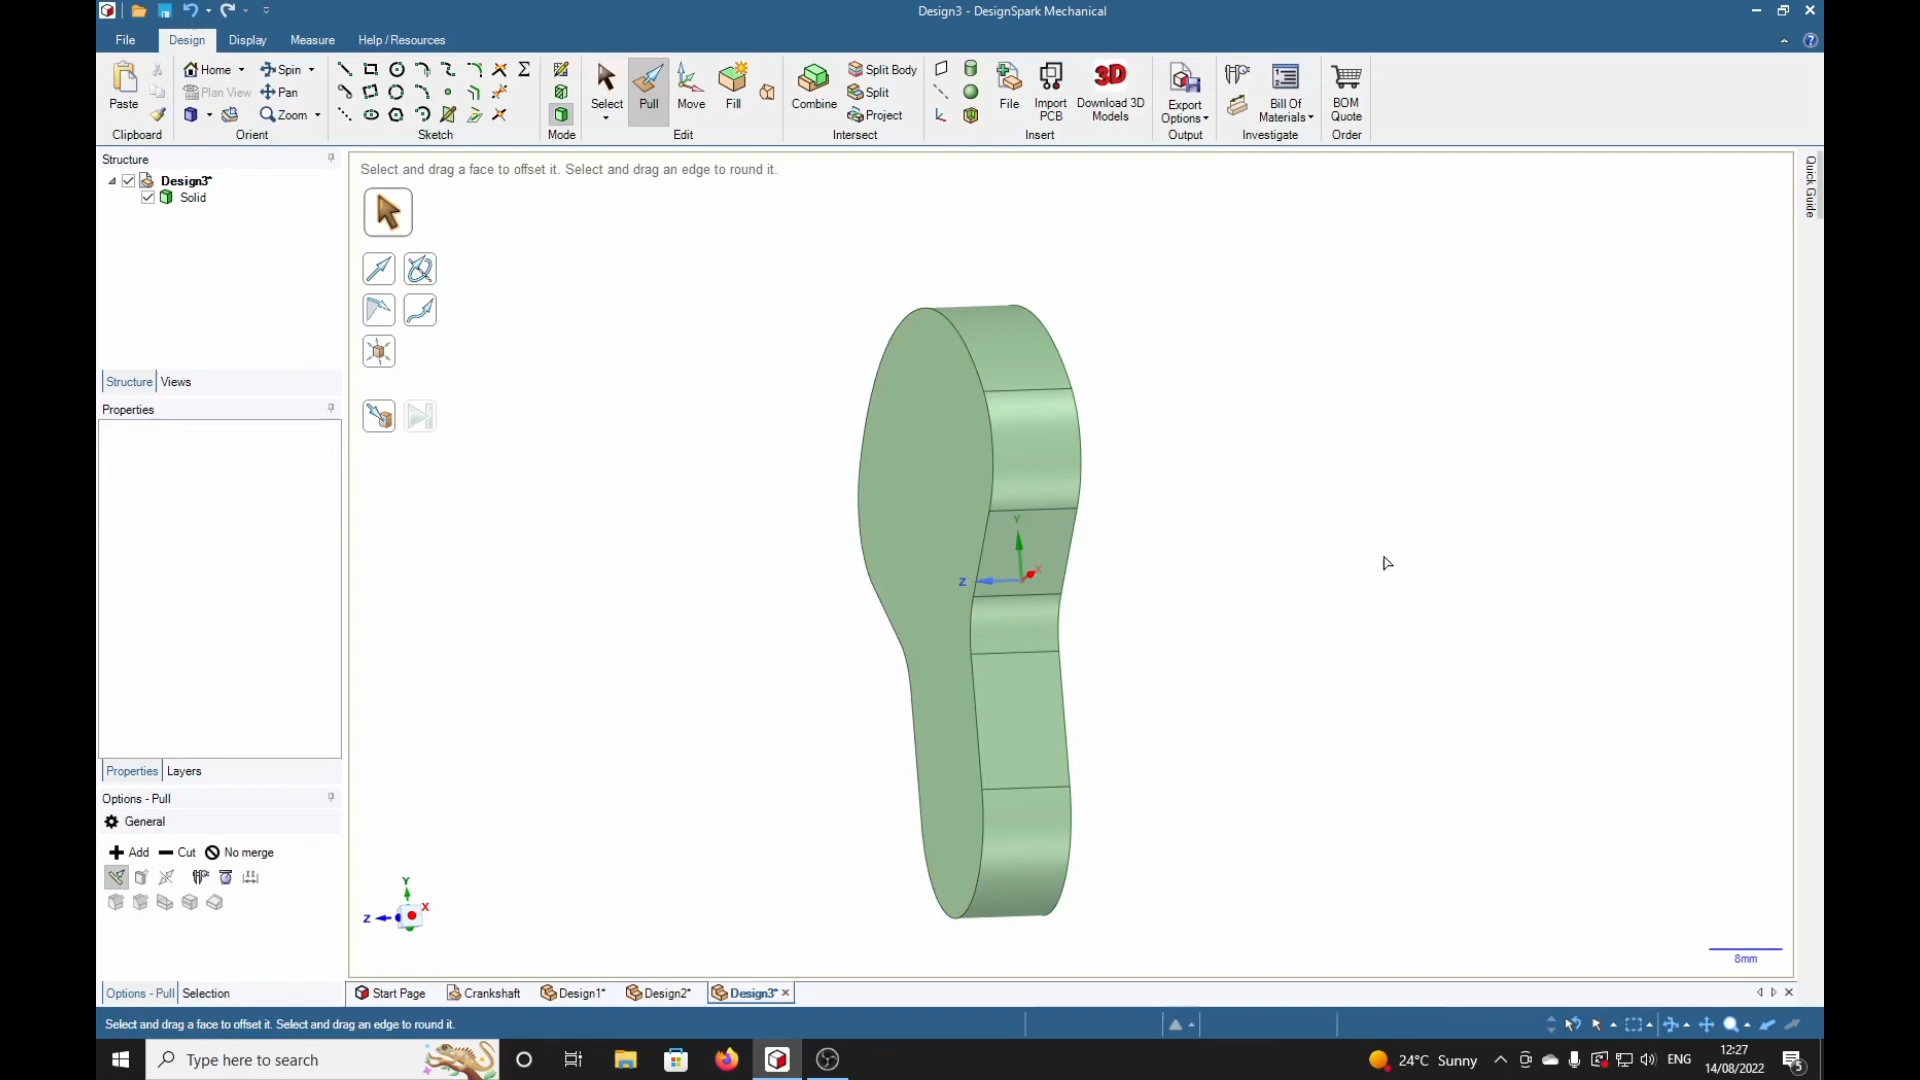 Design3 - DesignSpark Mechanical
File Design Display Measure Help / Resources
Paste
Clipboard
Home Spin
Plan View Pan
Zoom
Orient
Sketch
Mode
Select Pull Move Fill
Edit
Combine
Split Body
Split
Project
Intersect
File
Import PCB
Download 3D Models
Insert
Export Options
Output
Bill Of Materials
Investigate
BOM Quote
Order
Structure
Design3*
Solid
Structure Views
Properties
Properties Layers
Options - Pull
General
Add Cut No merge
Options - Pull Selection
Select and drag a face to offset it. Select and drag an edge to round it.
Quick Guide
Y
X
Z
Y
X
Z
8mm
Start Page Crankshaft Design1* Design2* Design3*
Select and drag a face to offset it. Select and drag an edge to round it.
Type here to search
24°C Sunny
ENG
12:27
14/08/2022
5
3D